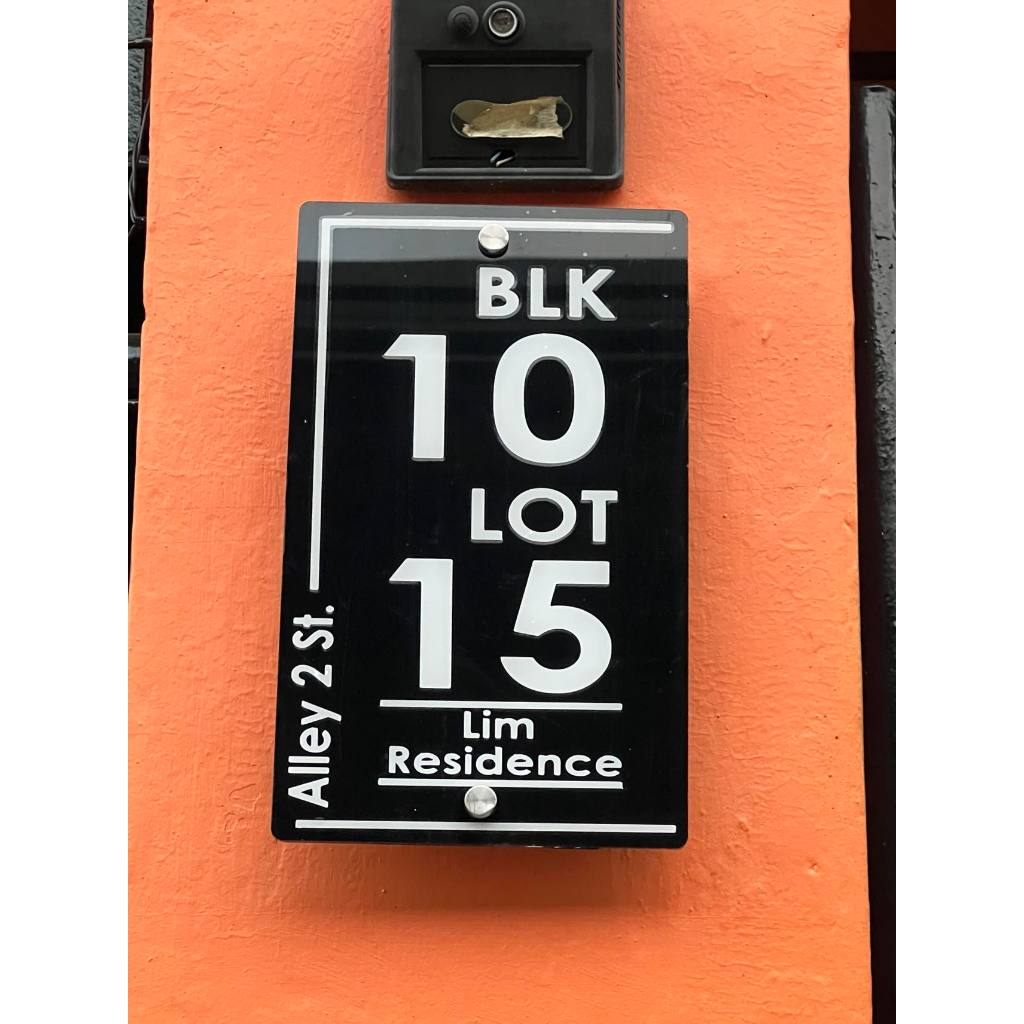 BLK
10
LOT
15
Lim
Residence
Alley 2 St.